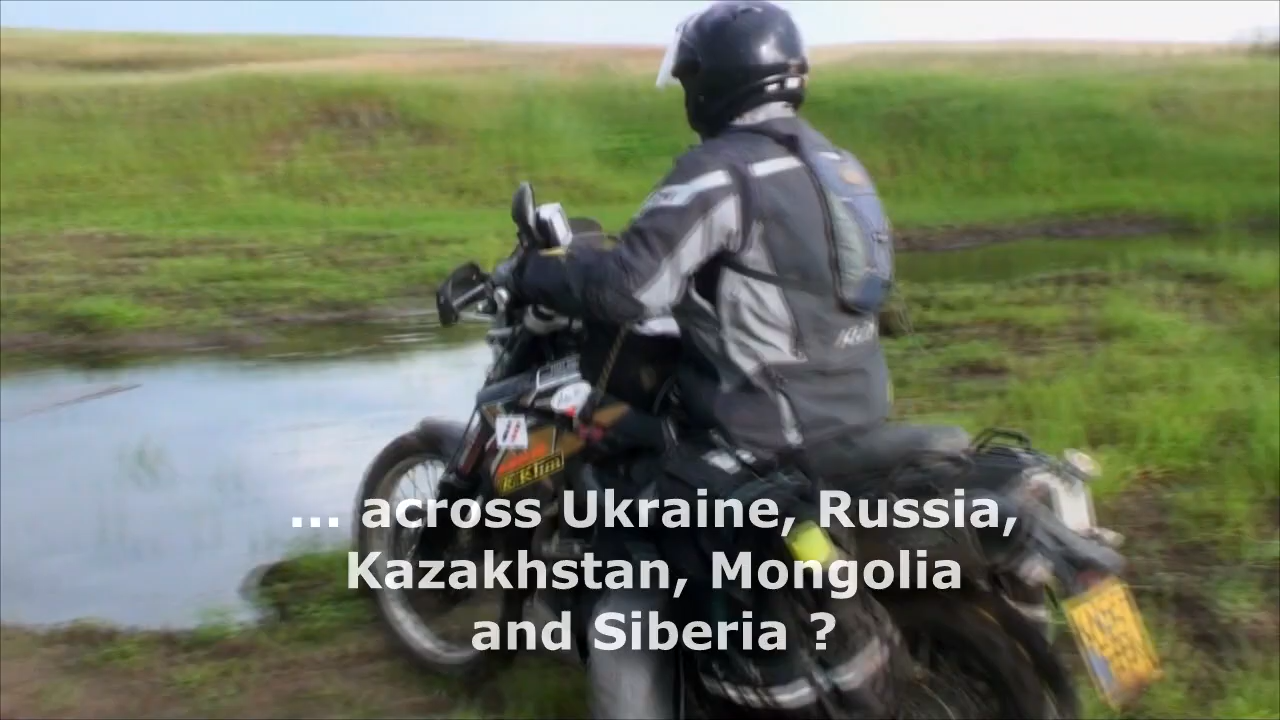 ... across Ukraine, Russia,
Kazakhstan, Mongolia
and Siberia ?